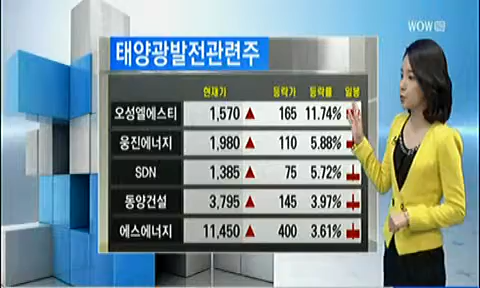 WOW
태양광발전관련주
현재가 등락가 등락률 일봉
오성엘에스티 1,570 ▲ 165 11.74%
웅진에너지 1,980 ▲ 110 5.88%
SDN 1,385 ▲ 75 5.72%
동양건설 3,795 ▲ 145 3.97%
에스에너지 11,450 ▲ 400 3.61%